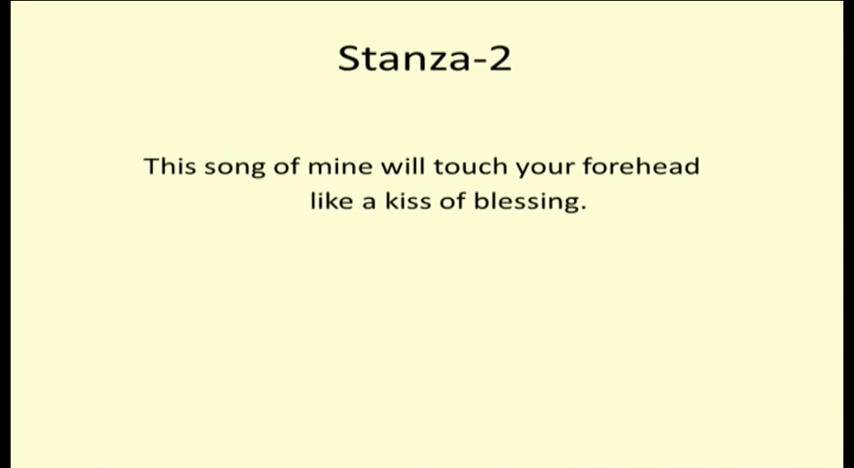 Stanza-2
This song of mine will touch your forehead
like a kiss of blessing.